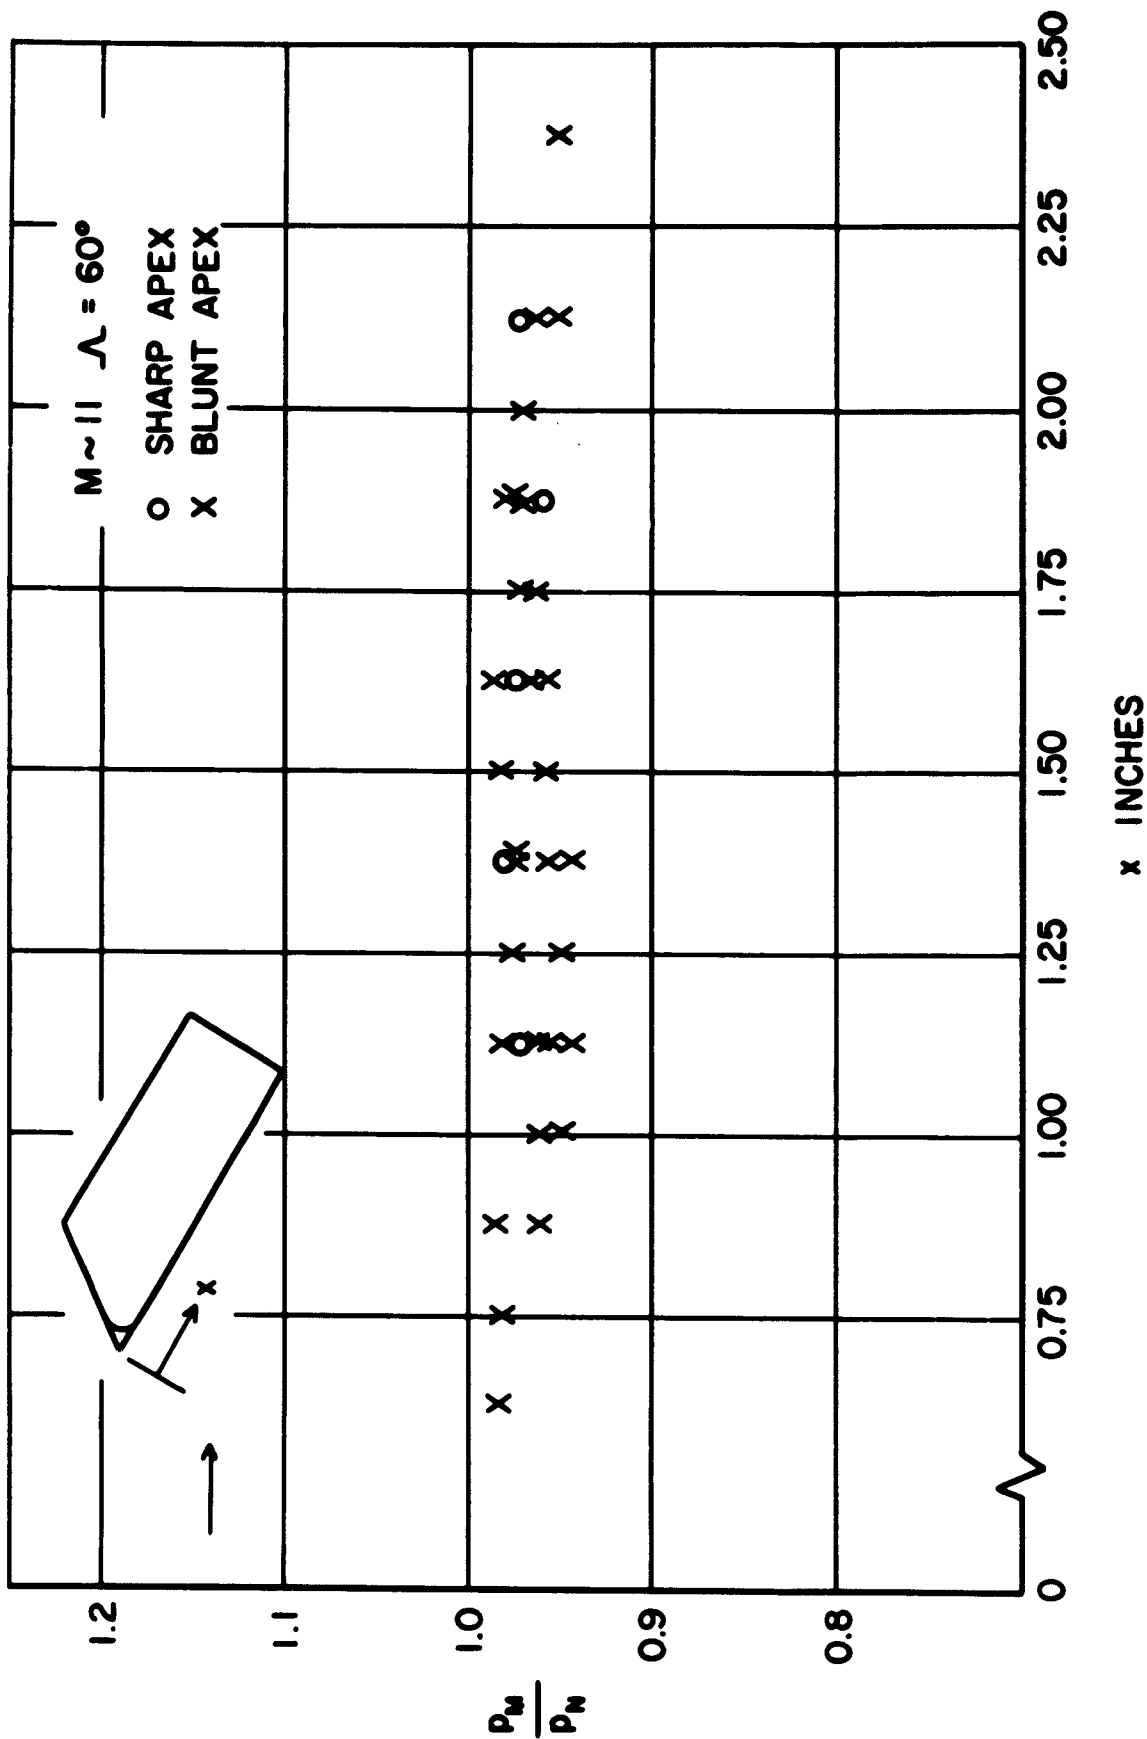 M ~ 11 Λ = 60°
O SHARP APEX
X BLUNT APEX
x
1.2
1.1
1.0
0.9
0.8
P_M
P_N
0 0.75 1.00 1.25 1.50 1.75 2.00 2.25 2.50
x INCHES